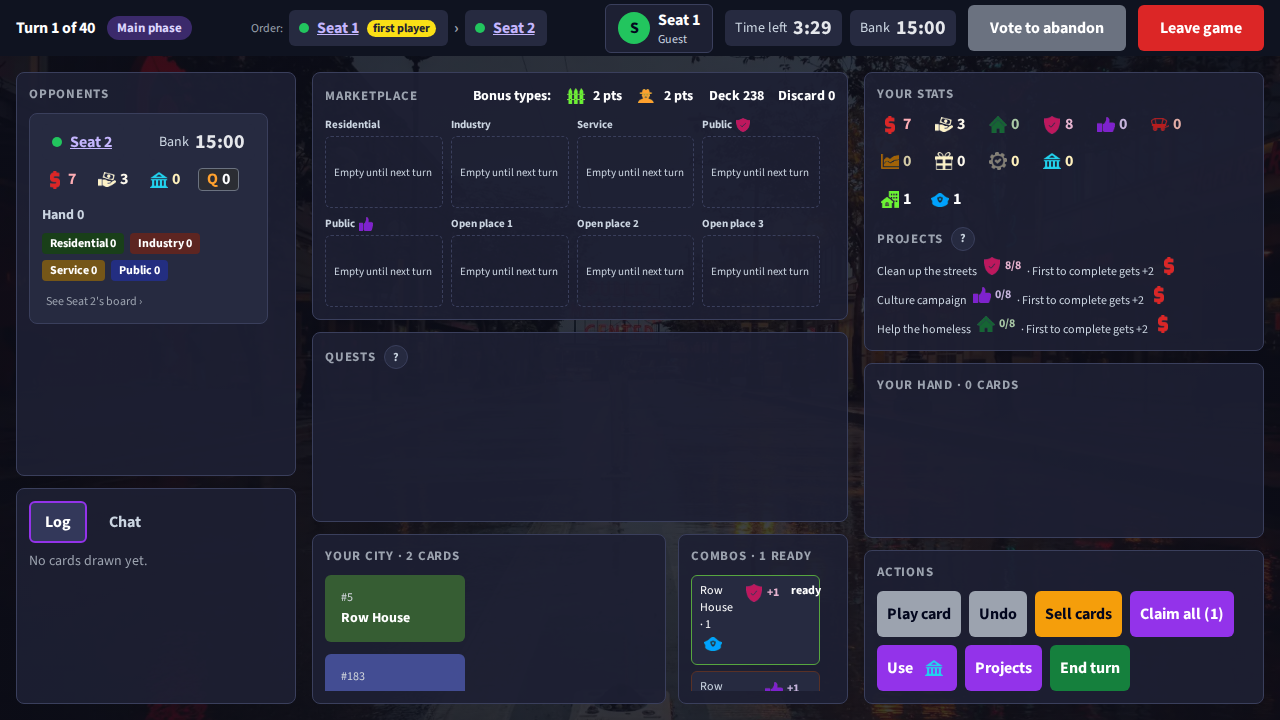 Turn 1 of 40
Main phase
Order:
Seat 1 first player › Seat 2
S
Seat 1
Guest
Time left 3:29
Bank 15:00
Vote to abandon
Leave game
OPPONENTS
Seat 2
Bank 15:00
7 3 0 Q 0
Hand 0
Residential 0 Industry 0
Service 0 Public 0
See Seat 2's board ›
Log
Chat
No cards drawn yet.
MARKETPLACE
Bonus types: 2 pts 2 pts Deck 238 Discard 0
Residential Industry Service Public
Empty until next turn Empty until next turn Empty until next turn Empty until next turn
Public Open place 1 Open place 2 Open place 3
Empty until next turn Empty until next turn Empty until next turn Empty until next turn
QUESTS ?
YOUR CITY · 2 CARDS
#5
Row House
#183
COMBOS · 1 READY
Row +1 ready
House
· 1
Row +1
YOUR STATS
7 3 0 8 0 0
0 0 0 0
1 1
PROJECTS ?
Clean up the streets 8/8 · First to complete gets +2
Culture campaign 0/8 · First to complete gets +2
Help the homeless 0/8 · First to complete gets +2
YOUR HAND · 0 CARDS
ACTIONS
Play card Undo Sell cards Claim all (1)
Use Projects End turn